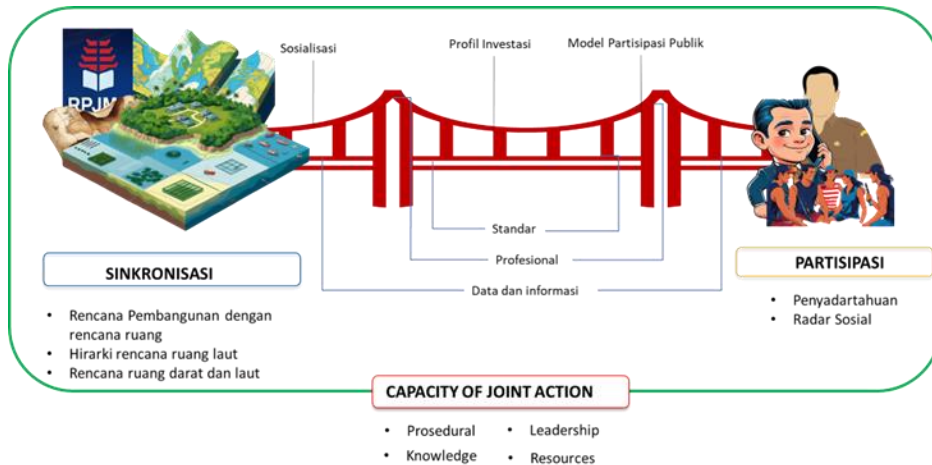 Sosialisasi
Profil Investasi
Model Partisipasi Publik
RPJM
Standar
Profesional
Data dan informasi
SINKRONISASI
• Rencana Pembangunan dengan
rencana ruang
• Hirarki rencana ruang laut
• Rencana ruang darat dan laut
PARTISIPASI
• Penyadartahuan
• Radar Sosial
CAPACITY OF JOINT ACTION
• Prosedural
• Knowledge
• Leadership
• Resources